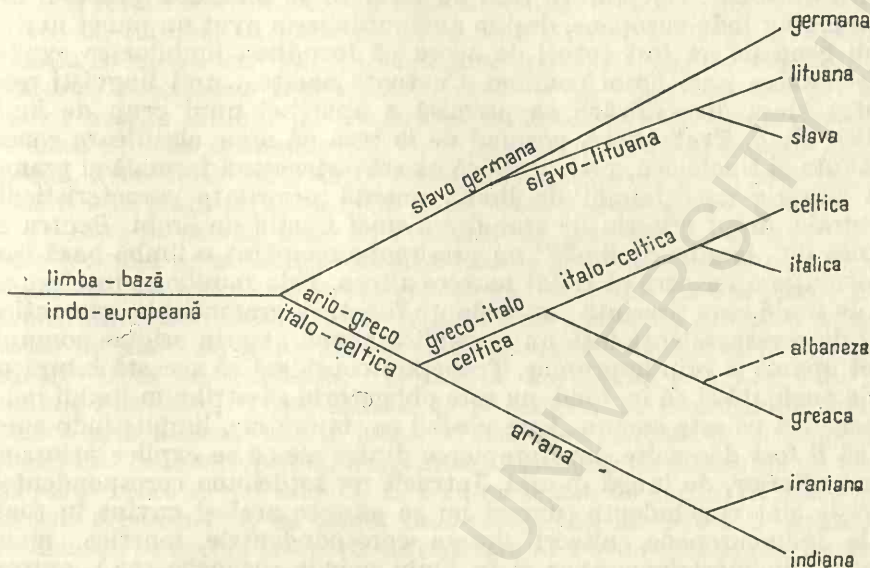 germana
lituana
slava
celtica
italica
albaneza
greaca
iraniana
indiana
limba-bază
indo-europeană
slavo germana
slavo-lituana
ario-greco
italo-celtica
greco-italo
celtica
italo-celtica
ariana
UNIVERSITY